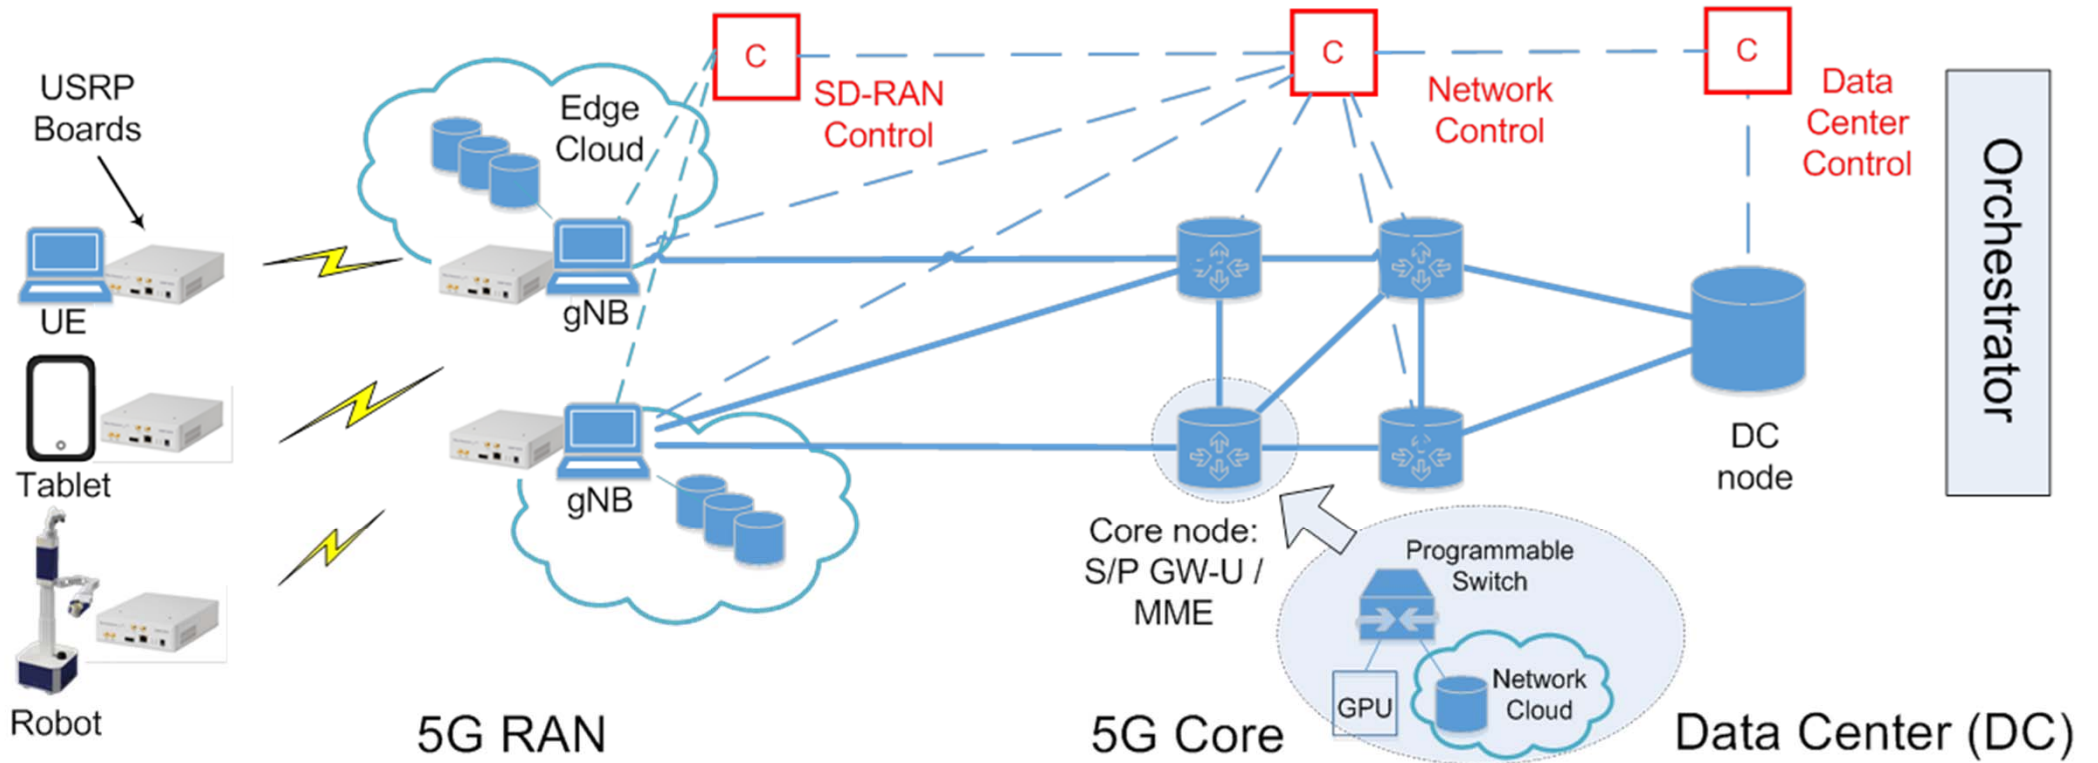 USRP
Boards
UE
Tablet
Robot
Edge
Cloud
gNB
gNB
5G RAN
C
SD-RAN
Control
C
Network
Control
C
Data
Center
Control
Core node:
S/P GW-U /
MME
5G Core
Programmable
Switch
GPU
Network
Cloud
DC
node
Data Center (DC)
Orchestrator